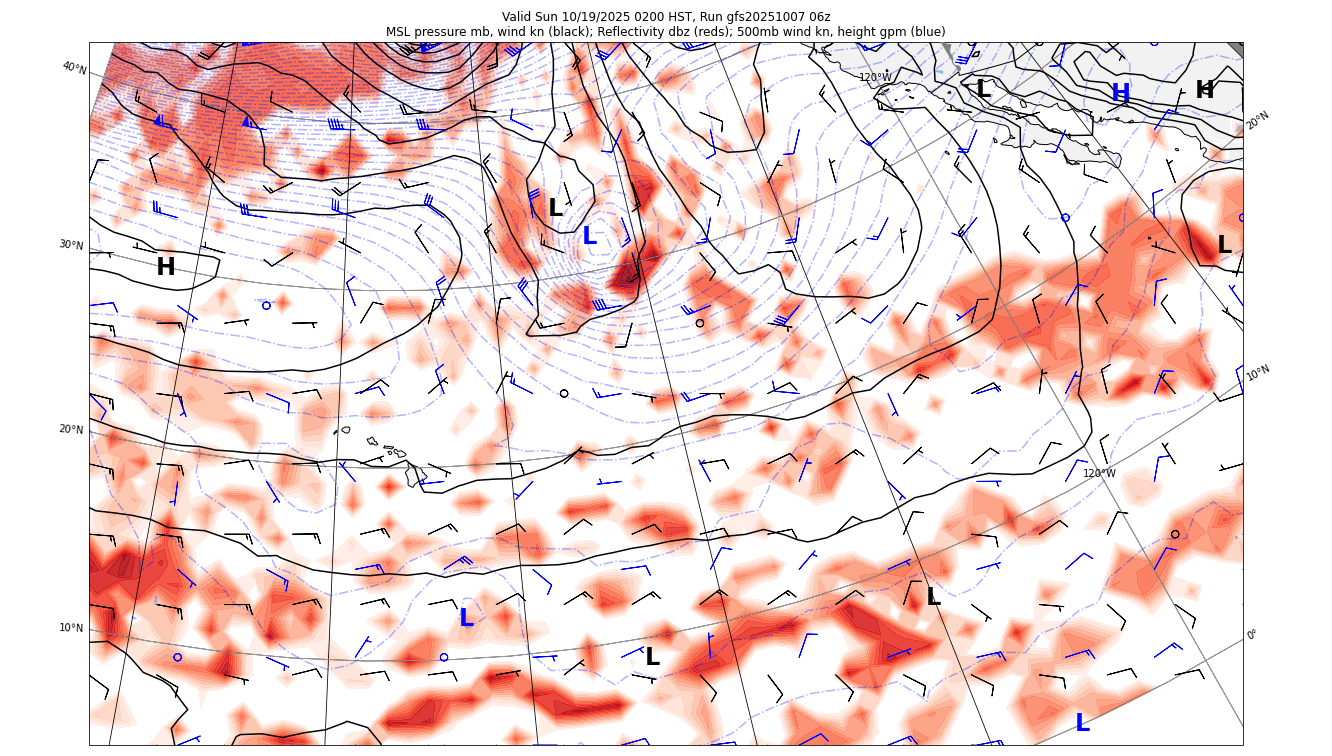 Valid Sun 10/19/2025 0200 HST, Run gfs20251007 06z
MSL pressure mb, wind kn (black); Reflectivity dbz (reds); 500mb wind kn, height gpm (blue)
40°N
120°W
L
H
H
20°N
L
30°N
L
L
H
10°N
20°N
120°W
L
L
10°N
0°
L
L